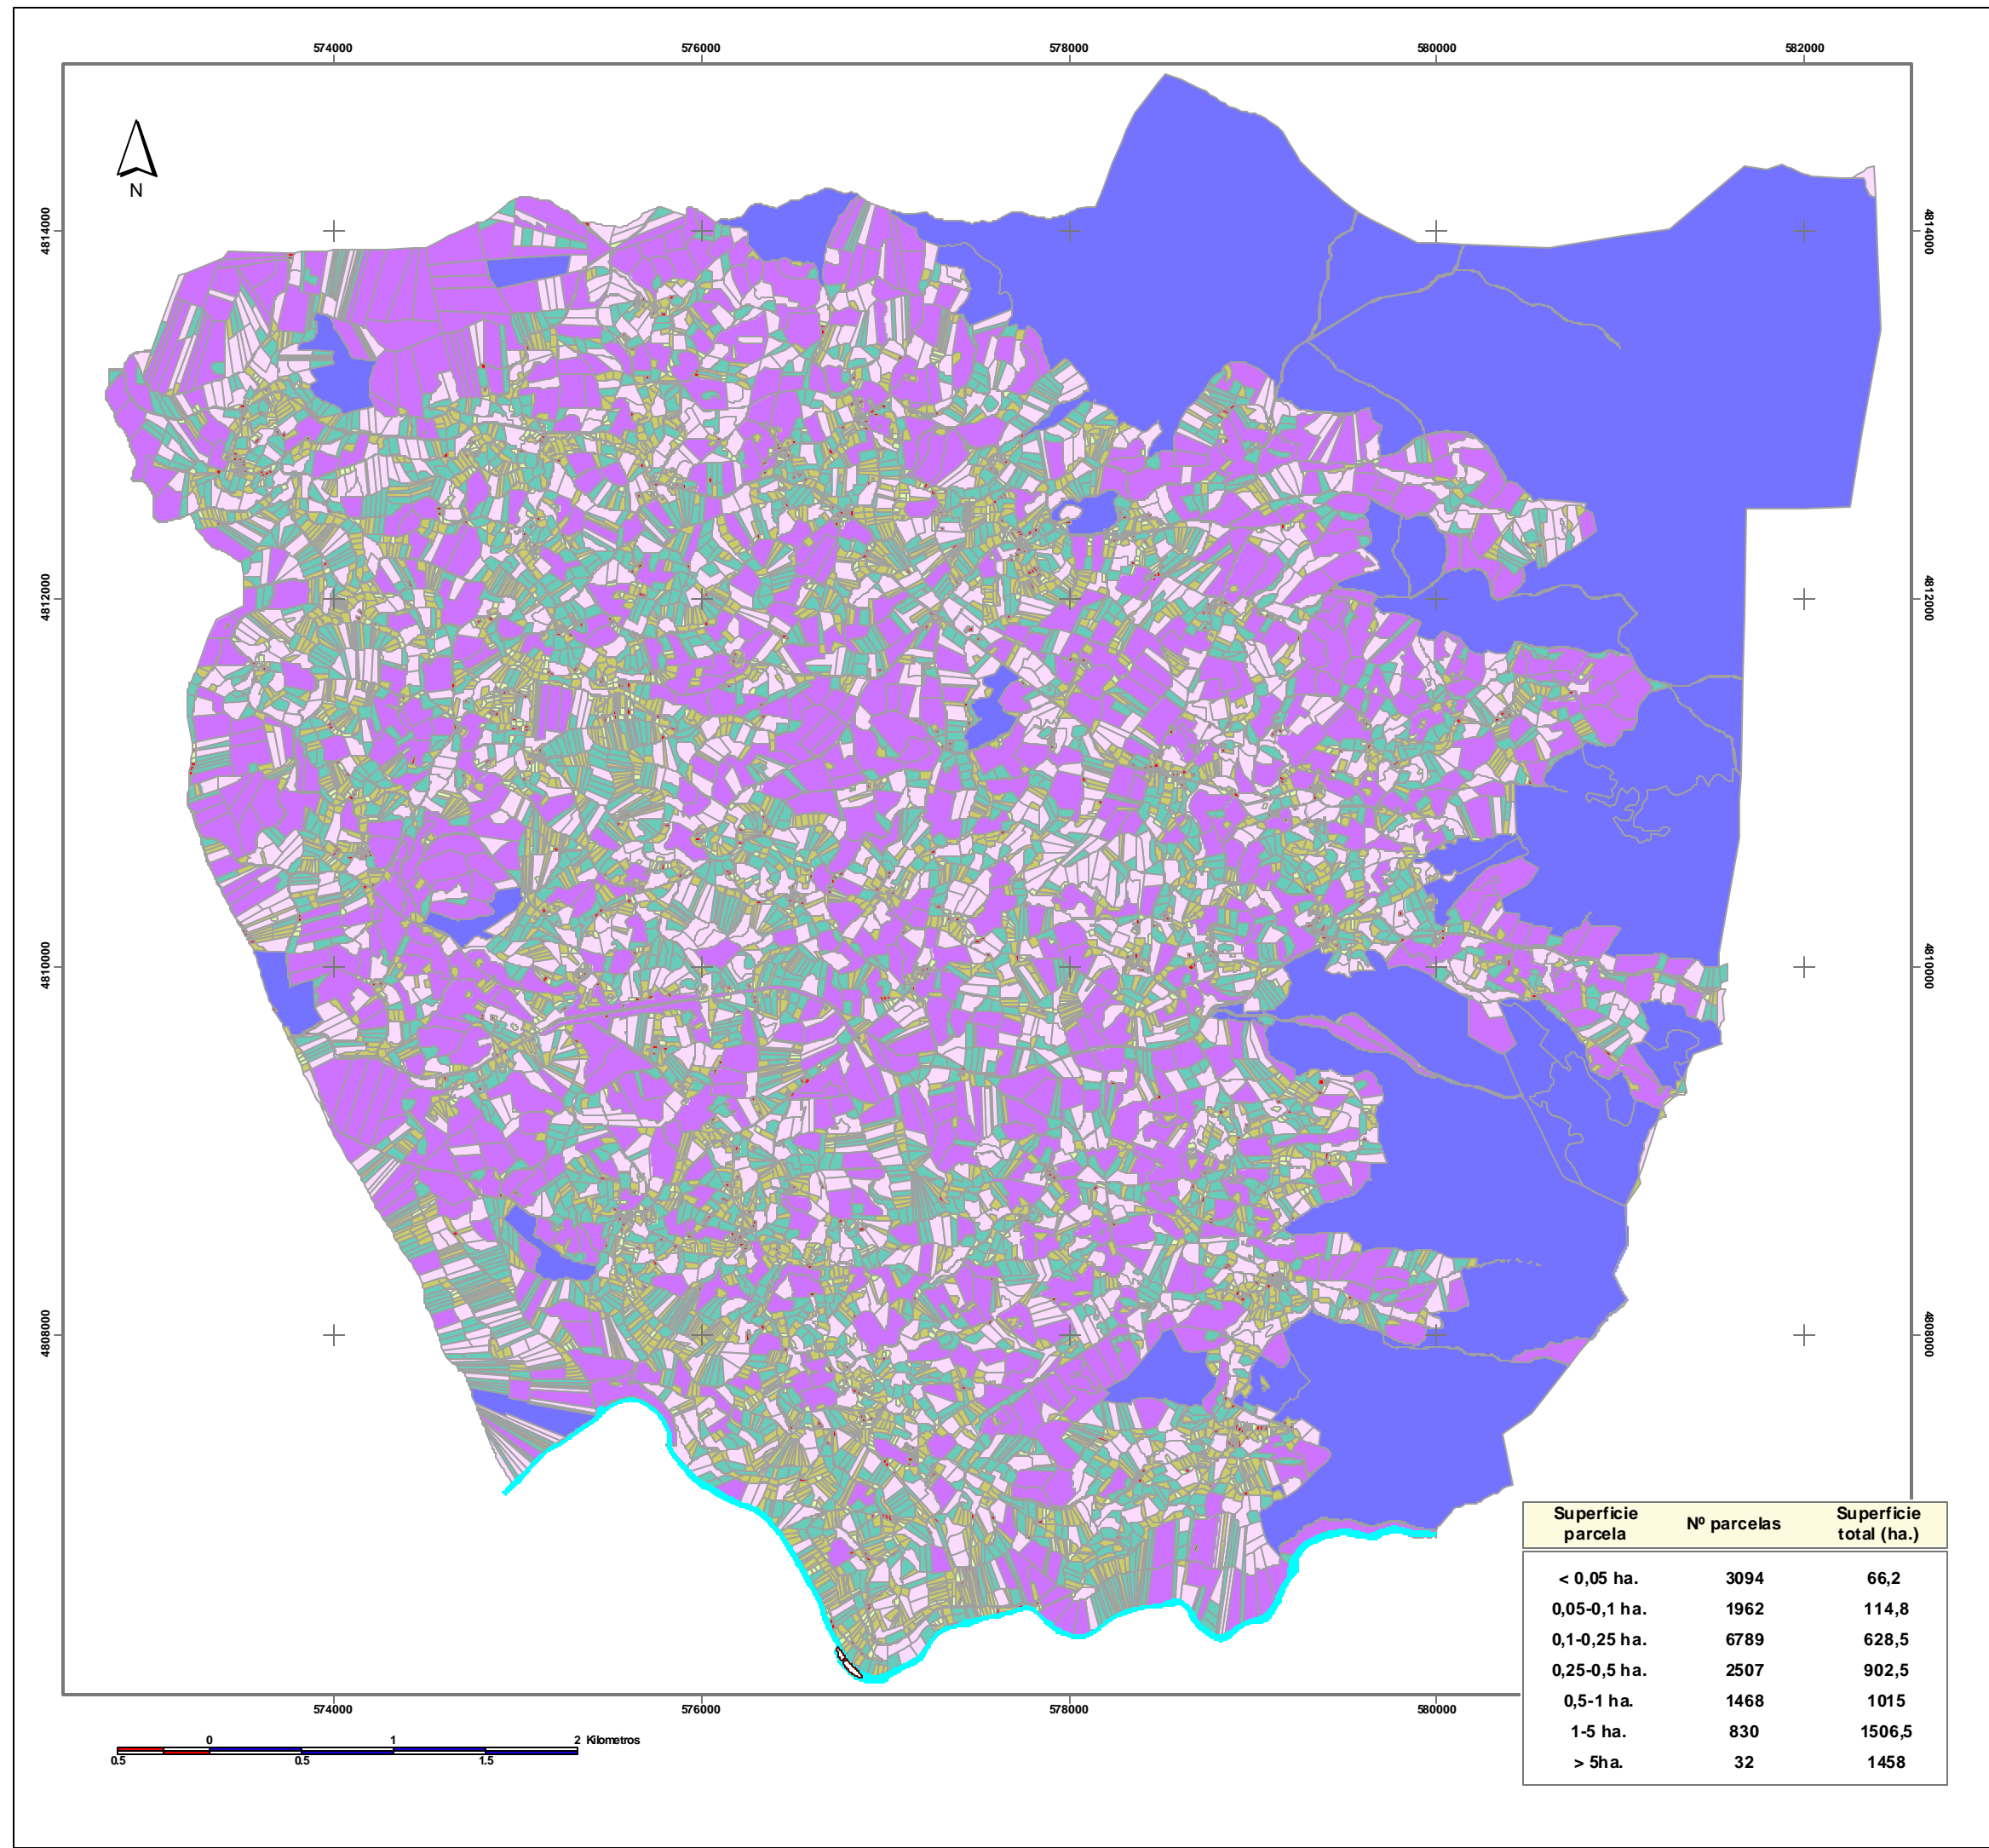 574000 576000 578000 580000 582000
N
4814000 4814000
4812000 4812000
4810000 4810000
4808000 4808000
Superficie parcela Nº parcelas Superficie total (ha.)
< 0,05 ha. 3094 66,2
0,05-0,1 ha. 1962 114,8
0,1-0,25 ha. 6789 628,5
0,25-0,5 ha. 2507 902,5
0,5-1 ha. 1468 1015
1-5 ha. 830 1506,5
> 5ha. 32 1458
574000 576000 578000 580000
0 1 2 Kilometros
0.5 0.5 1.5